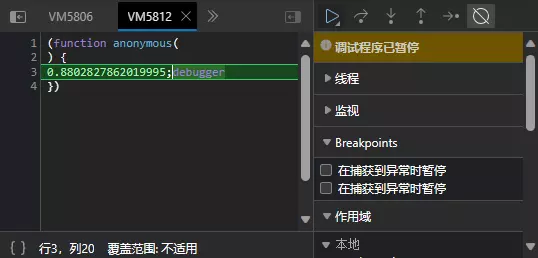 VM5806
VM5812
1 (function anonymous(
2 ) {
3 0.8802827862019995;debugger
4 })
{ } 行3，列20 覆盖范围: 不适用
调试程序已暂停
线程
监视
Breakpoints
在捕获到异常时暂停
在捕获到异常时暂停
作用域
本地